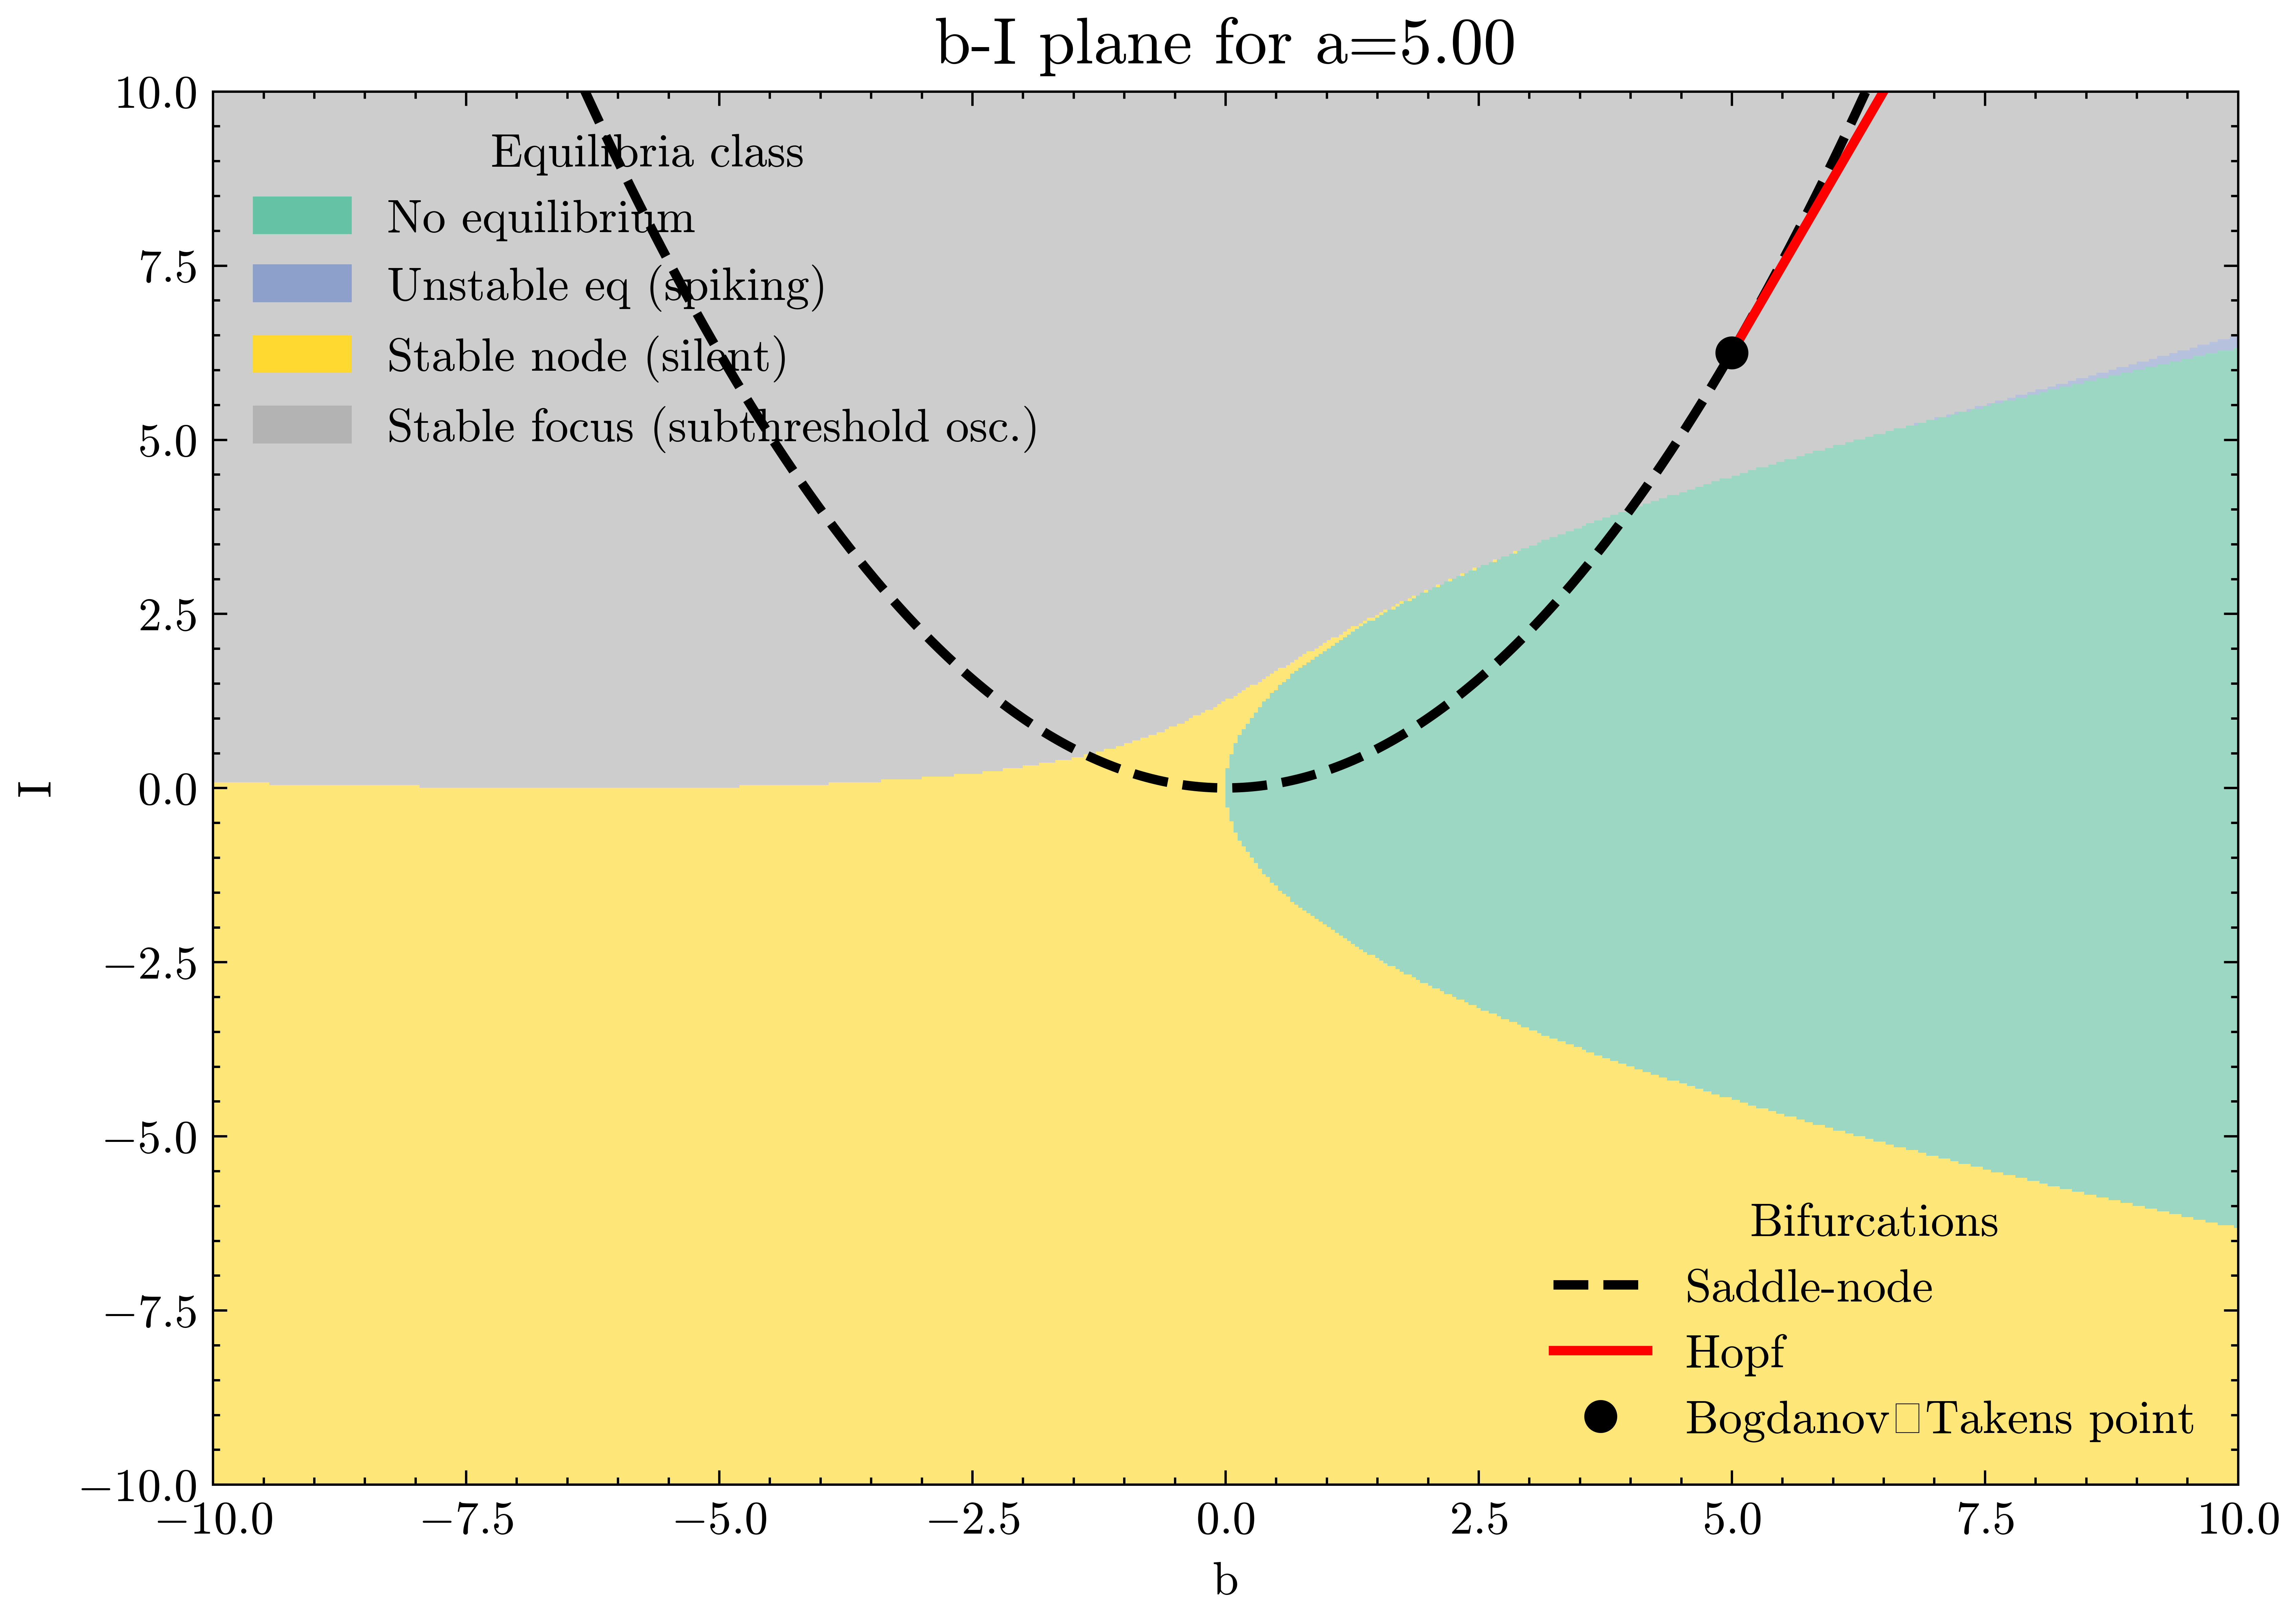 b-I plane for a=5.00
10.0
7.5
5.0
2.5
0.0
−2.5
−5.0
−7.5
−10.0
I
Equilibria class
No equilibrium
Unstable eq (spiking)
Stable node (silent)
Stable focus (subthreshold osc.)
Bifurcations
Saddle-node
Hopf
Bogdanov□Takens point
−10.0 −7.5 −5.0 −2.5 0.0 2.5 5.0 7.5 10.0
b